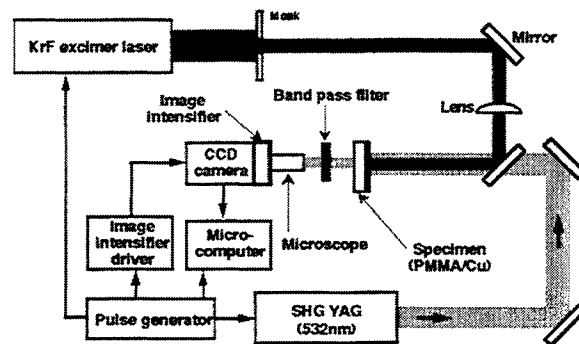 Mask
KrF excimer laser
Mirror
Image
intensifier
Band pass filter
Lens
CCD
camera
Image
intensifier
driver
Micro-
computer
Microscope
Specimen
(PMMA/Cu)
Pulse generator
SHG YAG
(532nm)